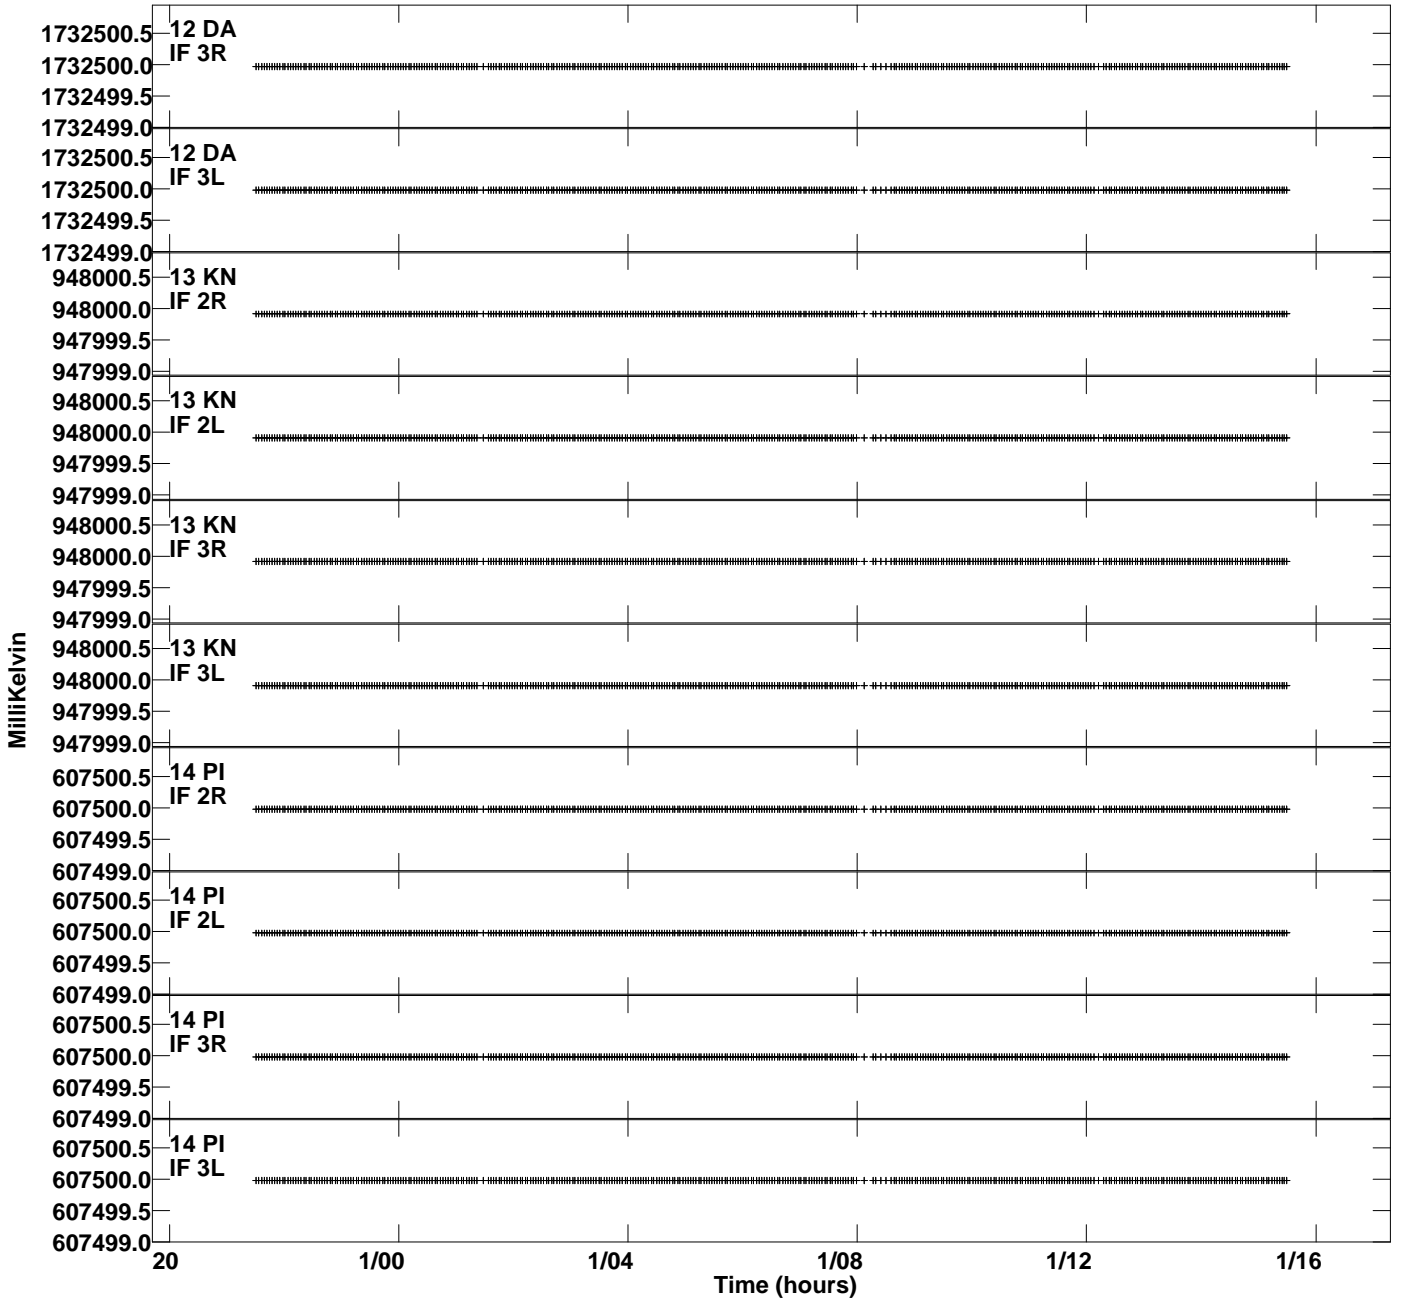 1732500.5 12 DA
IF 3R
1732500.0
1732499.5
1732499.0
1732500.5 12 DA
IF 3L
1732500.0
1732499.5
1732499.0
948000.5 13 KN
IF 2R
948000.0
947999.5
947999.0
948000.5 13 KN
IF 2L
948000.0
947999.5
947999.0
948000.5 13 KN
IF 3R
948000.0
947999.5
947999.0
948000.5 13 KN
IF 3L
948000.0
947999.5
947999.0
607500.5 14 PI
IF 2R
607500.0
607499.5
607499.0
607500.5 14 PI
IF 2L
607500.0
607499.5
607499.0
607500.5 14 PI
IF 3R
607500.0
607499.5
607499.0
607500.5 14 PI
IF 3L
607500.0
607499.5
607499.0
MilliKelvin
20 1/00 1/04 1/08 1/12 1/16
Time (hours)